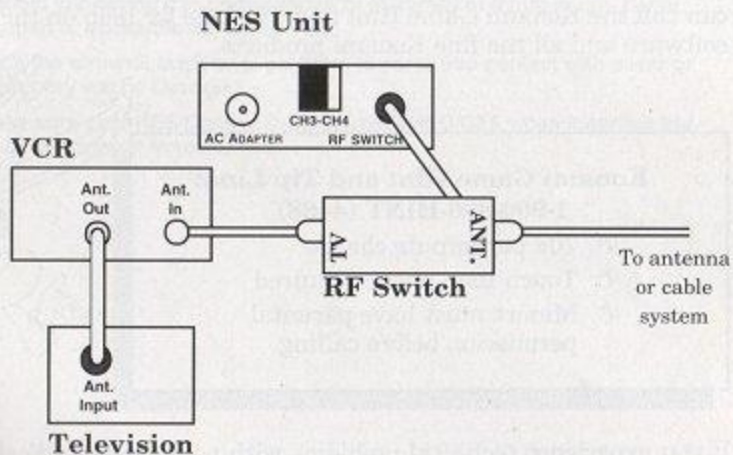 NES Unit
AC ADAPTER
CH3-CH4
RF SWITCH
VCR
Ant.
Out
Ant.
In
TV
ANT.
RF Switch
To antenna
or cable
system
Ant.
Input
Television